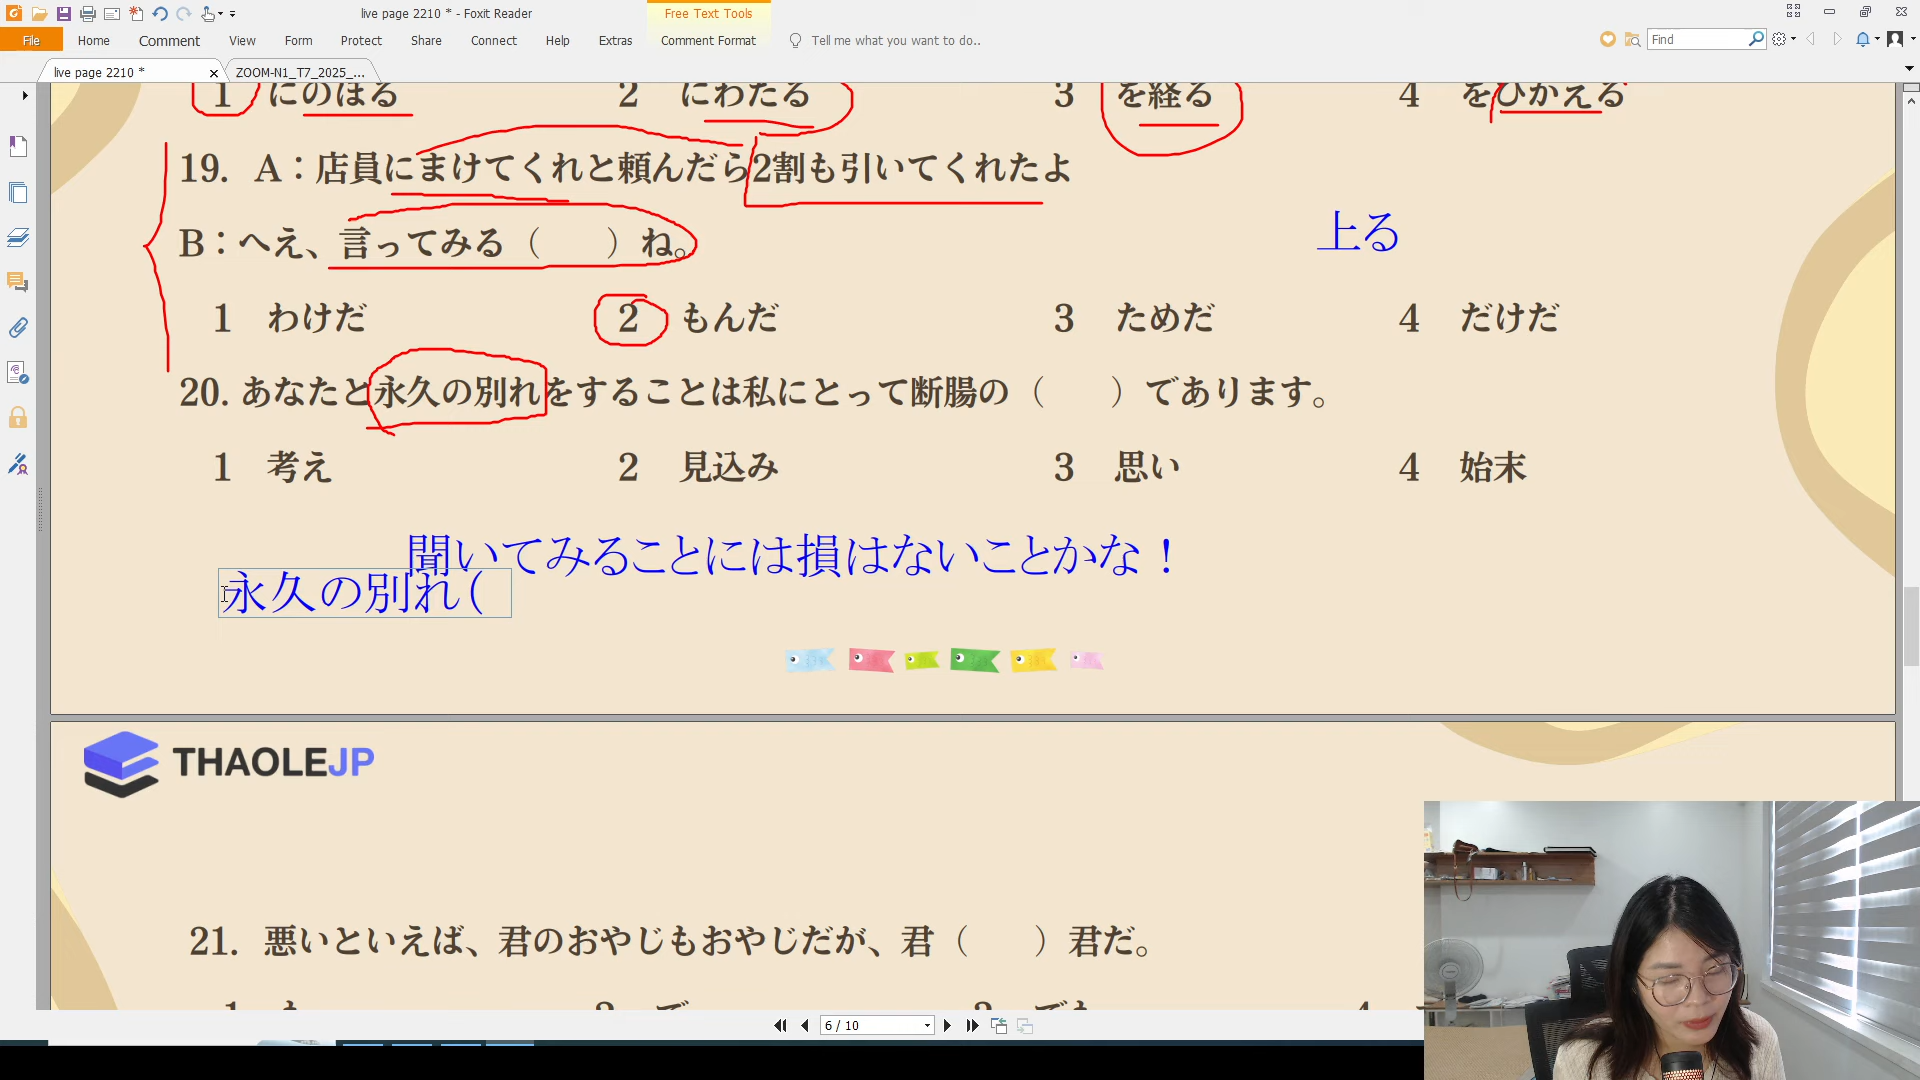 live page 2210 * - Foxit Reader
Free Text Tools
File
Home
Comment
View
Form
Protect
Share
Connect
Help
Extras
Comment Format
Tell me what you want to do..
Find
live page 2210 *
ZOOM-N1_T7_2025_...
1 にのぼる 2 にわたる 3 を経る 4 をひかえる
19. A：店員にまけてくれと頼んだら2割も引いてくれたよ
B：へえ、言ってみる（　　）ね。
上る
1 わけだ 2 もんだ 3 ためだ 4 だけだ
20. あなたと永久の別れをすることは私にとって断腸の（　　）であります。
1 考え 2 見込み 3 思い 4 始末
聞いてみることには損はないことかな！
永久の別れ(
THAOLEJP
21. 悪いといえば、君のおやじもおやじだが、君（　　）君だ。
6 / 10